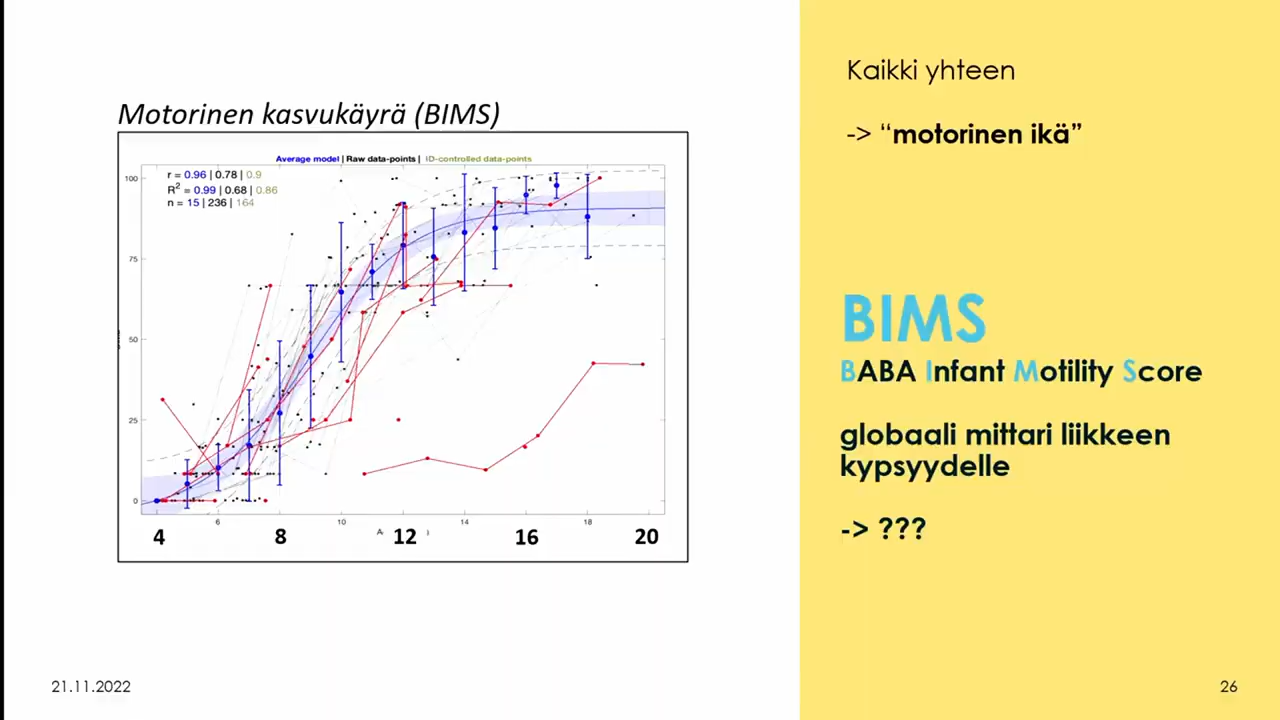 Motorinen kasvukäyrä (BIMS)
Average model | Raw data-points | ID-controlled data-points
r = 0.96 | 0.78 | 0.9
R² = 0.99 | 0.68 | 0.86
n = 15 | 236 | 164
100
75
50
25
0
6 10 14 18
4 8 12 16 20
Kaikki yhteen
-> “motorinen ikä”
BIMS
BABA Infant Motility Score
globaali mittari liikkeen
kypsyydelle
-> ???
21.11.2022
26